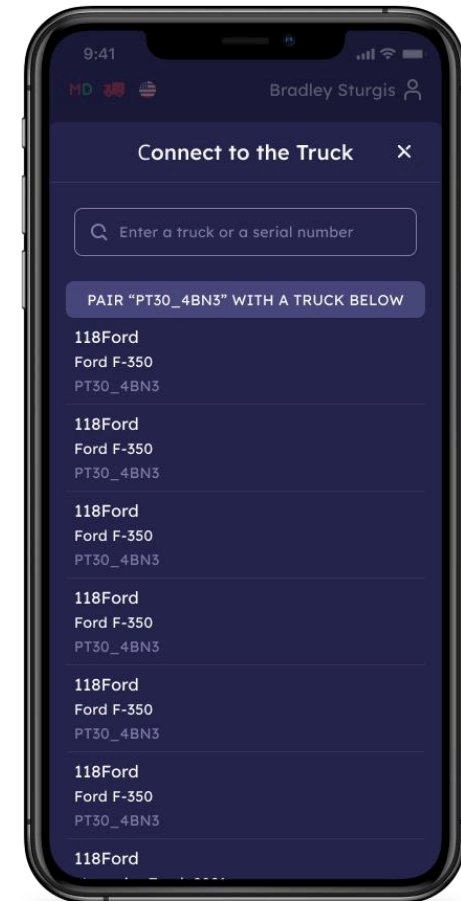 9:41
MD
Bradley Sturgis
Connect to the Truck
Enter a truck or a serial number
PAIR “PT30_4BN3” WITH A TRUCK BELOW
118Ford
Ford F-350
PT30_4BN3
118Ford
Ford F-350
PT30_4BN3
118Ford
Ford F-350
PT30_4BN3
118Ford
Ford F-350
PT30_4BN3
118Ford
Ford F-350
PT30_4BN3
118Ford
Ford F-350
PT30_4BN3
118Ford